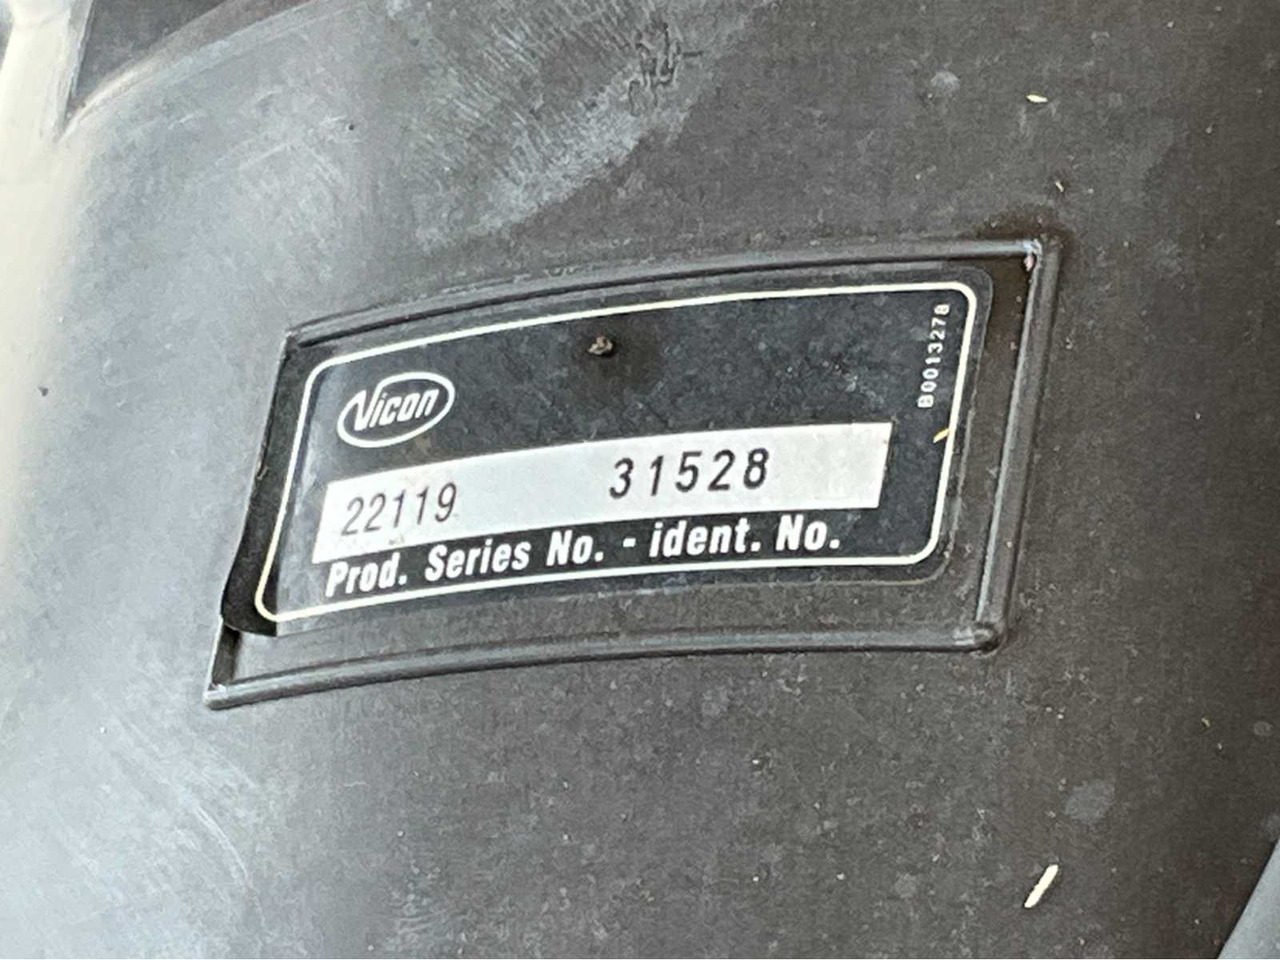 Vicon
22119 31528
Prod. Series No. - ident. No.
B0013278